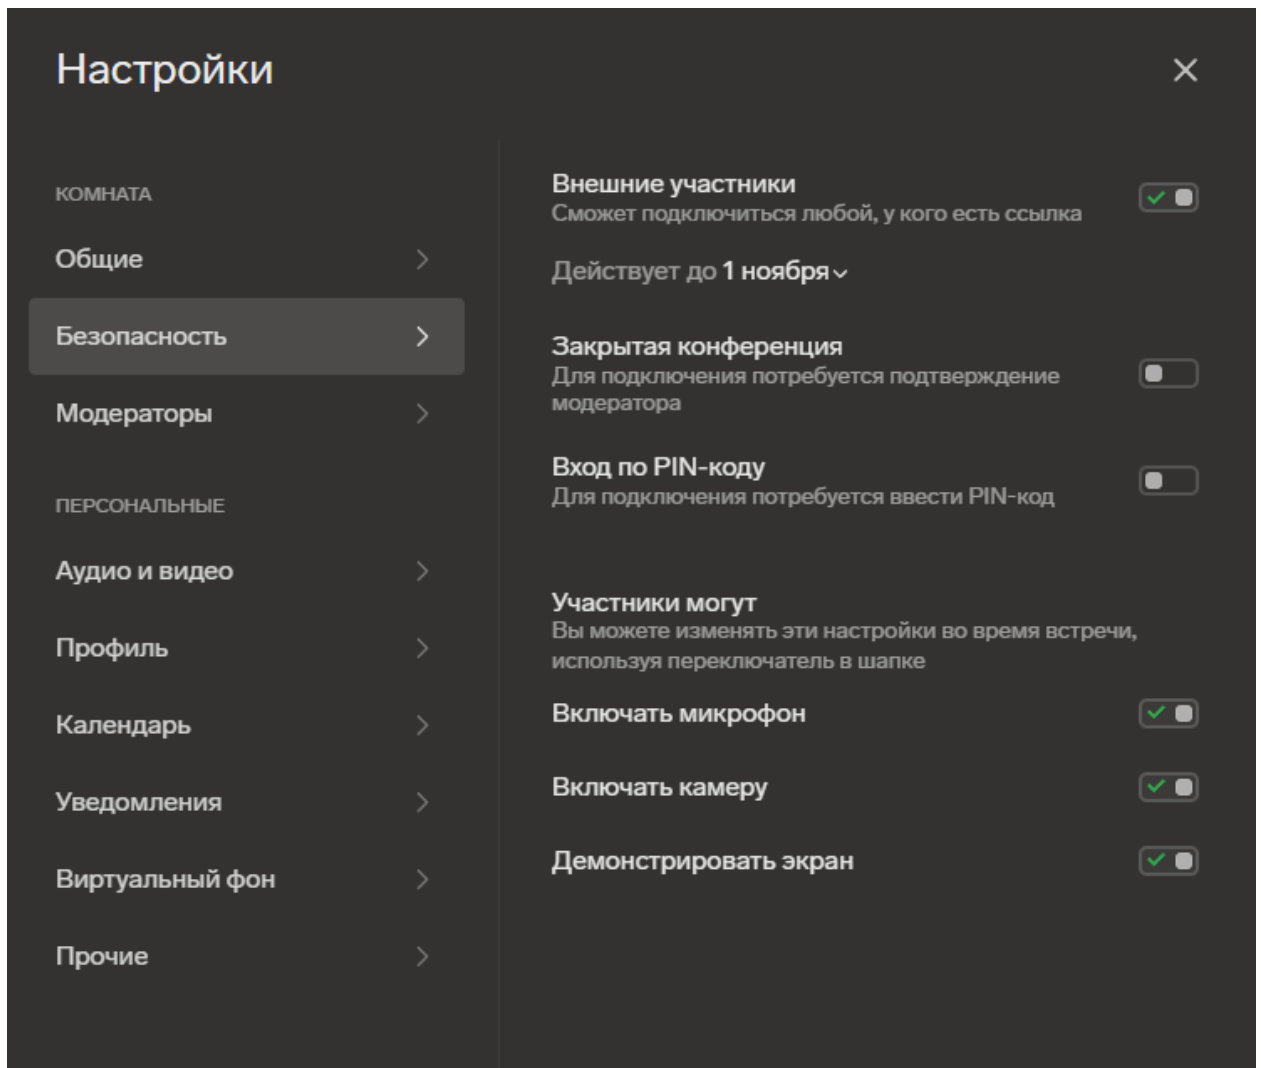 Настройки
КОМНАТА
Общие
Безопасность
Модераторы
ПЕРСОНАЛЬНЫЕ
Аудио и видео
Профиль
Календарь
Уведомления
Виртуальный фон
Прочие
Внешние участники
Сможет подключиться любой, у кого есть ссылка
Действует до 1 ноября
Закрытая конференция
Для подключения потребуется подтверждение
модератора
Вход по PIN-коду
Для подключения потребуется ввести PIN-код
Участники могут
Вы можете изменять эти настройки во время встречи,
используя переключатель в шапке
Включать микрофон
Включать камеру
Демонстрировать экран